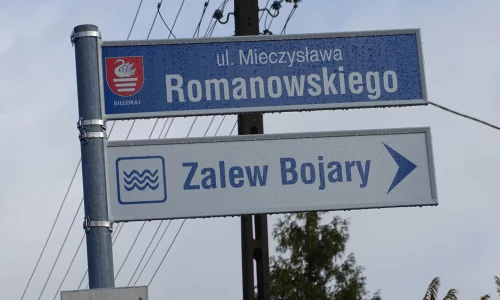 ul. Mieczysława
Romanowskiego
BIŁGORAJ
Zalew Bojary